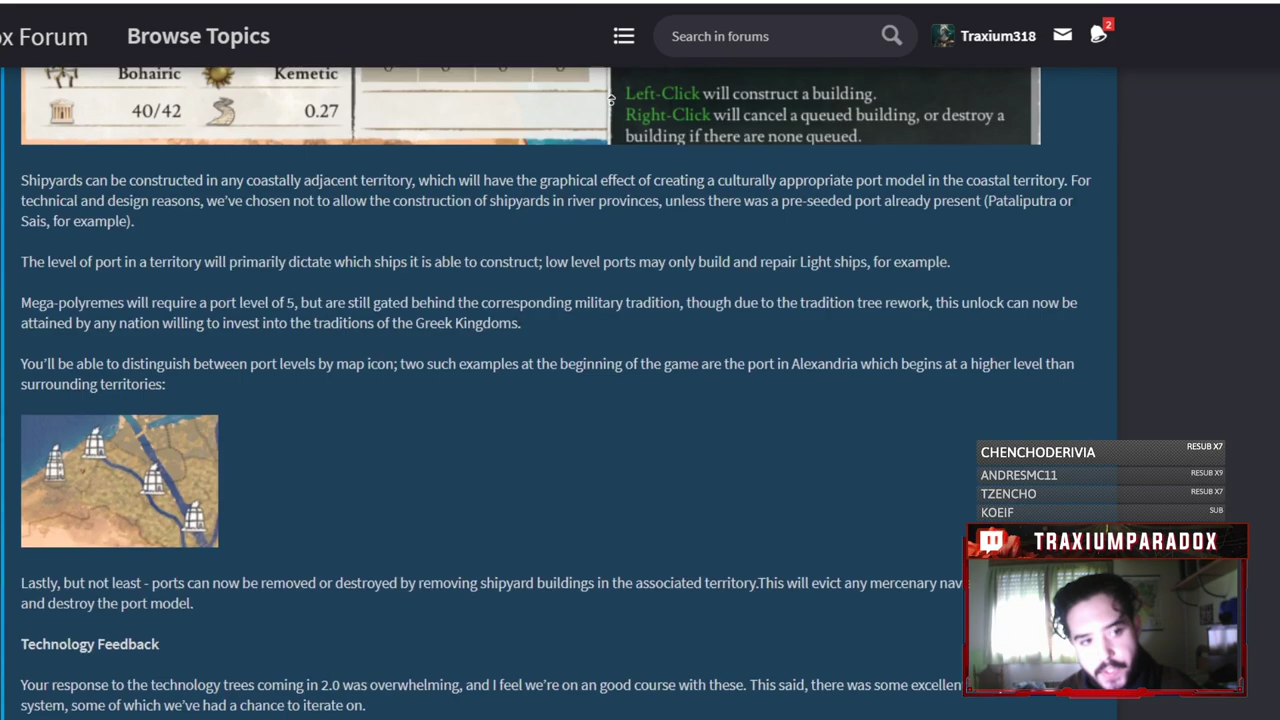 ox Forum Browse Topics Search in forums Traxium318 2
Bohairic Kemetic
40/42 0.27
Left-Click will construct a building.
Right-Click will cancel a queued building, or destroy a
building if there are none queued.
Shipyards can be constructed in any coastally adjacent territory, which will have the graphical effect of creating a culturally appropriate port model in the coastal territory. For
technical and design reasons, we've chosen not to allow the construction of shipyards in river provinces, unless there was a pre-seeded port already present (Pataliputra or
Sais, for example).
The level of port in a territory will primarily dictate which ships it is able to construct; low level ports may only build and repair Light ships, for example.
Mega-polyremes will require a port level of 5, but are still gated behind the corresponding military tradition, though due to the tradition tree rework, this unlock can now be
attained by any nation willing to invest into the traditions of the Greek Kingdoms.
You'll be able to distinguish between port levels by map icon; two such examples at the beginning of the game are the port in Alexandria which begins at a higher level than
surrounding territories:
CHENCHODERIVIA RESUB X7
ANDRESMC11 RESUB X9
TZENCHO RESUB X7
KOEIF SUB
TRAXIUMPARADOX
Lastly, but not least - ports can now be removed or destroyed by removing shipyard buildings in the associated territory.This will evict any mercenary nav
and destroy the port model.
Technology Feedback
Your response to the technology trees coming in 2.0 was overwhelming, and I feel we're on an good course with these. This said, there was some excellen
system, some of which we've had a chance to iterate on.